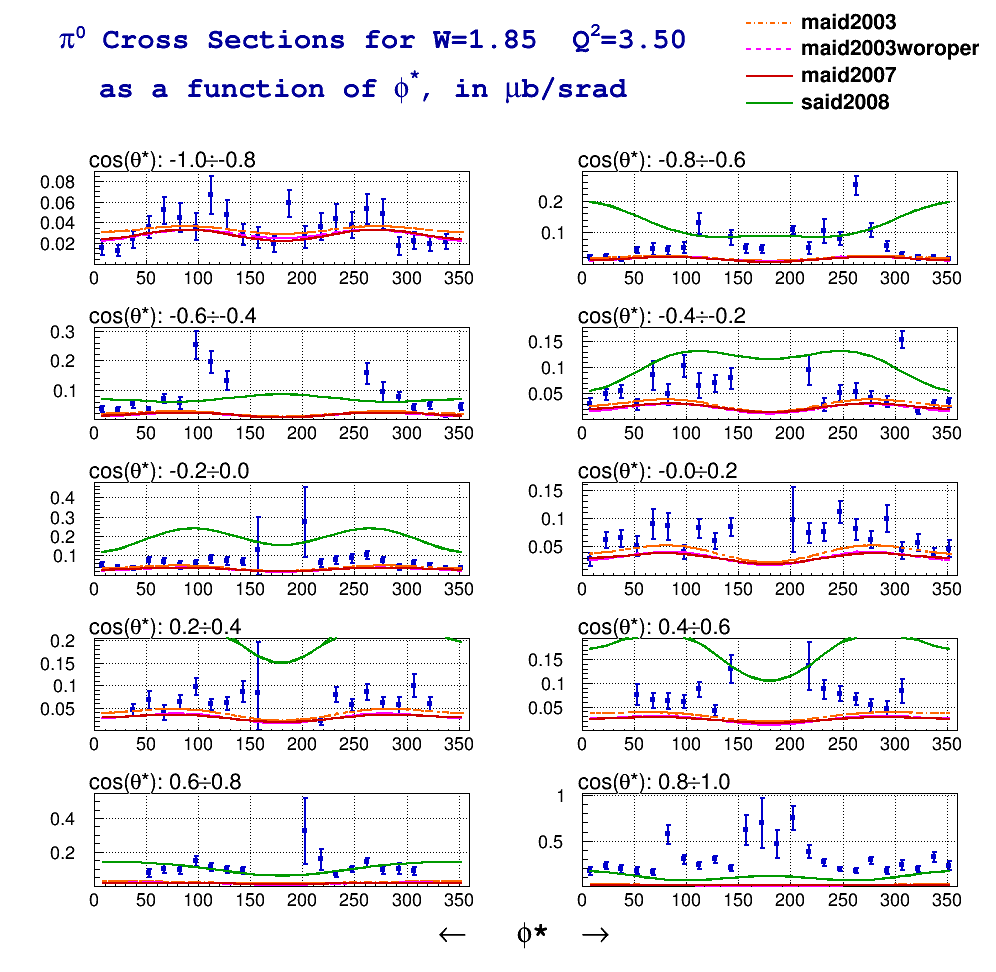 π⁰ Cross Sections for W=1.85 Q²=3.50
as a function of ϕ*, in μb/srad
maid2003
maid2003woroper
maid2007
said2008
cos(θ*): -1.0÷-0.8
0.08
0.06
0.04
0.02
0 50 100 150 200 250 300 350
cos(θ*): -0.8÷-0.6
0.2
0.1
0 50 100 150 200 250 300 350
cos(θ*): -0.6÷-0.4
0.3
0.2
0.1
0 50 100 150 200 250 300 350
cos(θ*): -0.4÷-0.2
0.15
0.1
0.05
0 50 100 150 200 250 300 350
cos(θ*): -0.2÷0.0
0.4
0.3
0.2
0.1
0 50 100 150 200 250 300 350
cos(θ*): -0.0÷0.2
0.15
0.1
0.05
0 50 100 150 200 250 300 350
cos(θ*): 0.2÷0.4
0.2
0.15
0.1
0.05
0 50 100 150 200 250 300 350
cos(θ*): 0.4÷0.6
0.15
0.1
0.05
0 50 100 150 200 250 300 350
cos(θ*): 0.6÷0.8
0.4
0.2
0 50 100 150 200 250 300 350
cos(θ*): 0.8÷1.0
1
0.5
0 50 100 150 200 250 300 350
← ϕ* →